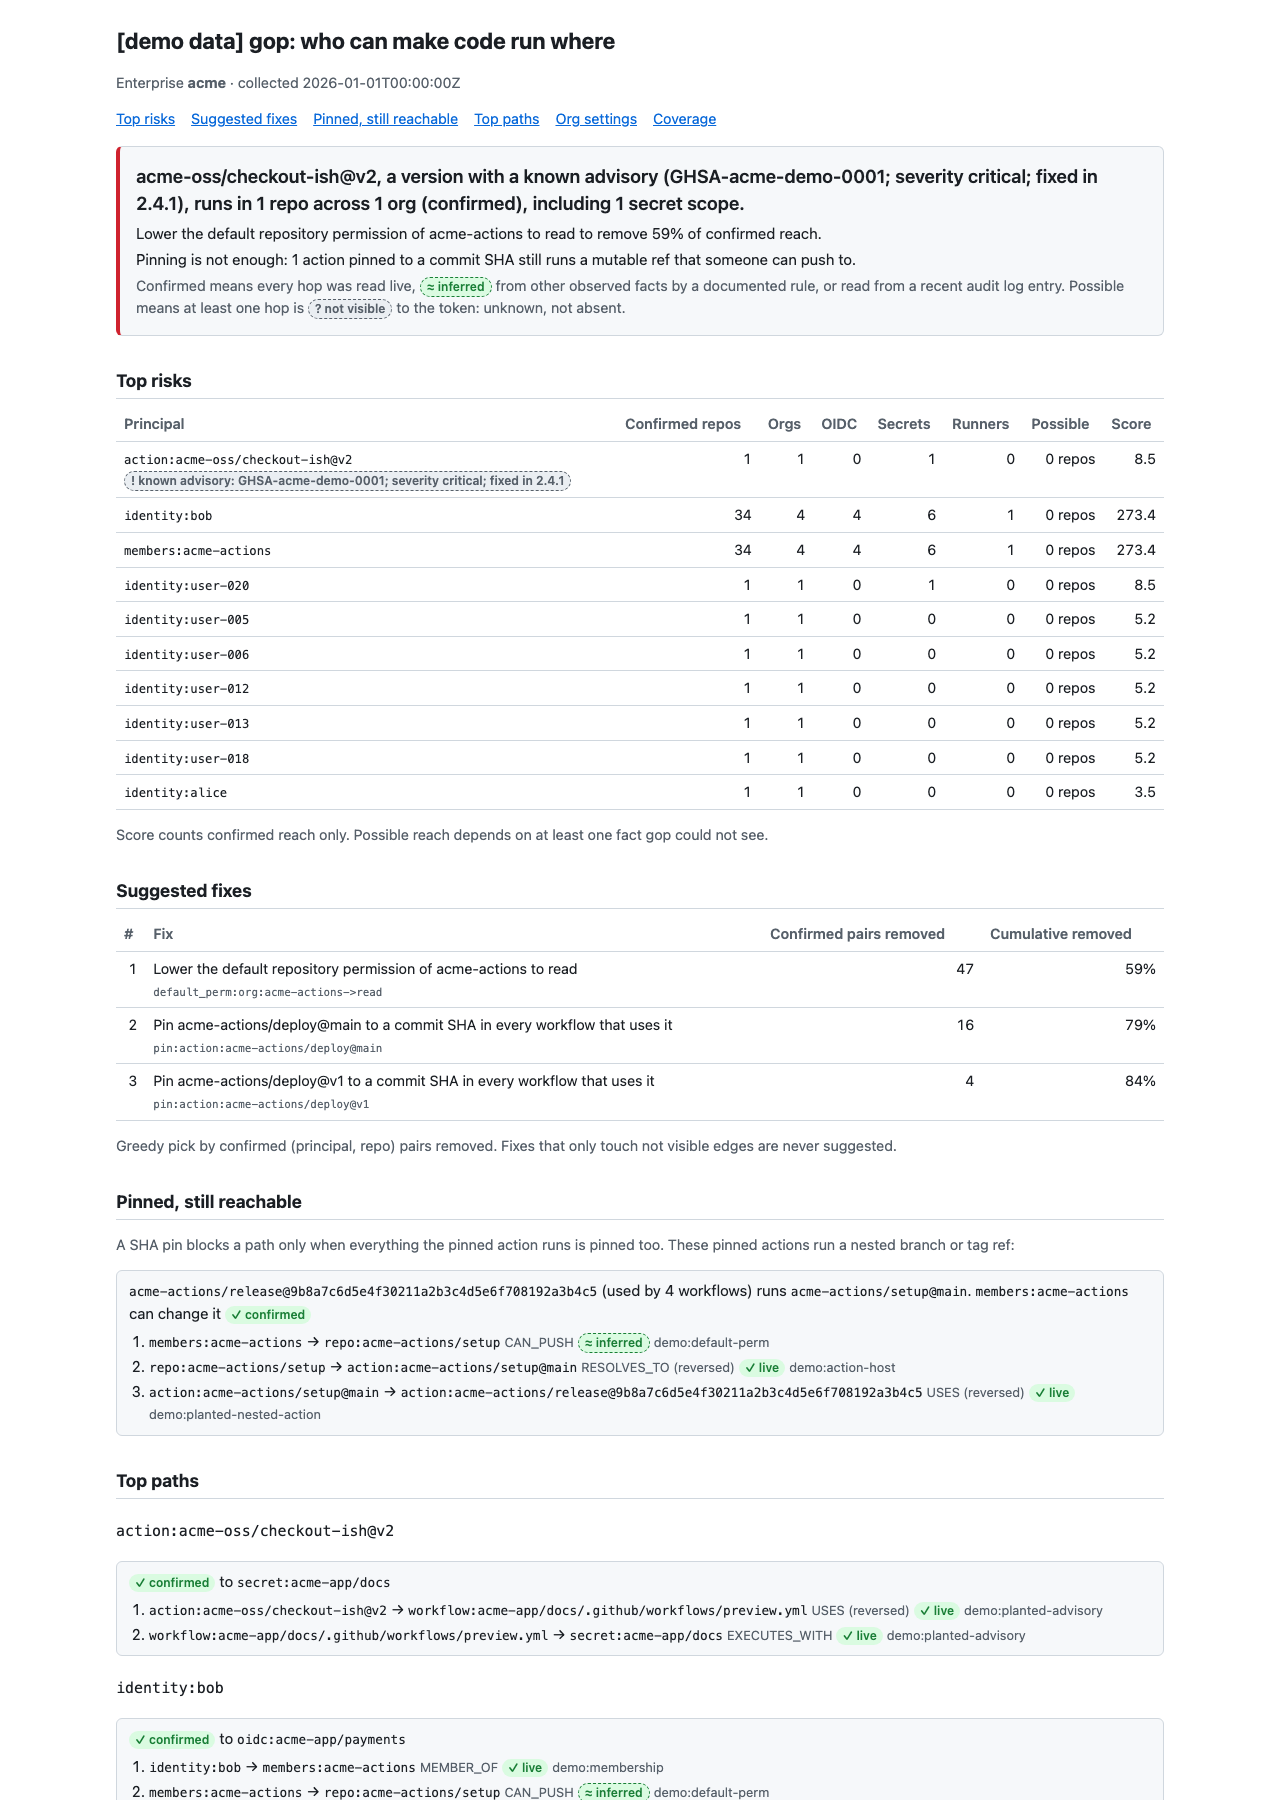 [demo data] gop: who can make code run where
Enterprise acme · collected 2026-01-01T00:00:00Z
Top risks Suggested fixes Pinned, still reachable Top paths Org settings Coverage
acme-oss/checkout-ish@v2, a version with a known advisory (GHSA-acme-demo-0001; severity critical; fixed in
2.4.1), runs in 1 repo across 1 org (confirmed), including 1 secret scope.
Lower the default repository permission of acme-actions to read to remove 59% of confirmed reach.
Pinning is not enough: 1 action pinned to a commit SHA still runs a mutable ref that someone can push to.
Confirmed means every hop was read live, ≈ inferred from other observed facts by a documented rule, or read from a recent audit log entry. Possible
means at least one hop is ? not visible to the token: unknown, not absent.
Top risks
Principal Confirmed repos Orgs OIDC Secrets Runners Possible Score
action:acme-oss/checkout-ish@v2 1 1 0 1 0 0 repos 8.5
! known advisory: GHSA-acme-demo-0001; severity critical; fixed in 2.4.1
identity:bob 34 4 4 6 1 0 repos 273.4
members:acme-actions 34 4 4 6 1 0 repos 273.4
identity:user-020 1 1 0 1 0 0 repos 8.5
identity:user-005 1 1 0 0 0 0 repos 5.2
identity:user-006 1 1 0 0 0 0 repos 5.2
identity:user-012 1 1 0 0 0 0 repos 5.2
identity:user-013 1 1 0 0 0 0 repos 5.2
identity:user-018 1 1 0 0 0 0 repos 5.2
identity:alice 1 1 0 0 0 0 repos 3.5
Score counts confirmed reach only. Possible reach depends on at least one fact gop could not see.
Suggested fixes
# Fix Confirmed pairs removed Cumulative removed
1 Lower the default repository permission of acme-actions to read 47 59%
default_perm:org:acme-actions->read
2 Pin acme-actions/deploy@main to a commit SHA in every workflow that uses it 16 79%
pin:action:acme-actions/deploy@main
3 Pin acme-actions/deploy@v1 to a commit SHA in every workflow that uses it 4 84%
pin:action:acme-actions/deploy@v1
Greedy pick by confirmed (principal, repo) pairs removed. Fixes that only touch not visible edges are never suggested.
Pinned, still reachable
A SHA pin blocks a path only when everything the pinned action runs is pinned too. These pinned actions run a nested branch or tag ref:
acme-actions/release@9b8a7c6d5e4f30211a2b3c4d5e6f708192a3b4c5 (used by 4 workflows) runs acme-actions/setup@main. members:acme-actions
can change it ✓ confirmed
1. members:acme-actions → repo:acme-actions/setup CAN_PUSH ≈ inferred demo:default-perm
2. repo:acme-actions/setup → action:acme-actions/setup@main RESOLVES_TO (reversed) ✓ live demo:action-host
3. action:acme-actions/setup@main → action:acme-actions/release@9b8a7c6d5e4f30211a2b3c4d5e6f708192a3b4c5 USES (reversed) ✓ live
demo:planted-nested-action
Top paths
action:acme-oss/checkout-ish@v2
✓ confirmed to secret:acme-app/docs
1. action:acme-oss/checkout-ish@v2 → workflow:acme-app/docs/.github/workflows/preview.yml USES (reversed) ✓ live demo:planted-advisory
2. workflow:acme-app/docs/.github/workflows/preview.yml → secret:acme-app/docs EXECUTES_WITH ✓ live demo:planted-advisory
identity:bob
✓ confirmed to oidc:acme-app/payments
1. identity:bob → members:acme-actions MEMBER_OF ✓ live demo:membership
2. members:acme-actions → repo:acme-actions/setup CAN_PUSH ≈ inferred demo:default-perm